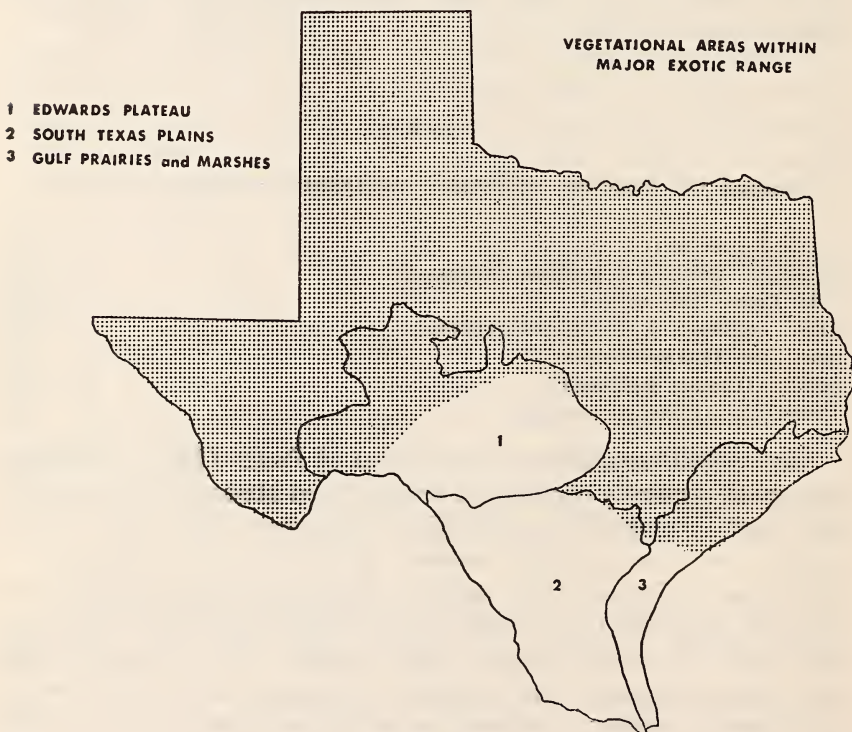 VEGETATIONAL AREAS WITHIN
MAJOR EXOTIC RANGE
1 EDWARDS PLATEAU
2 SOUTH TEXAS PLAINS
3 GULF PRAIRIES and MARSHES
1
2
3